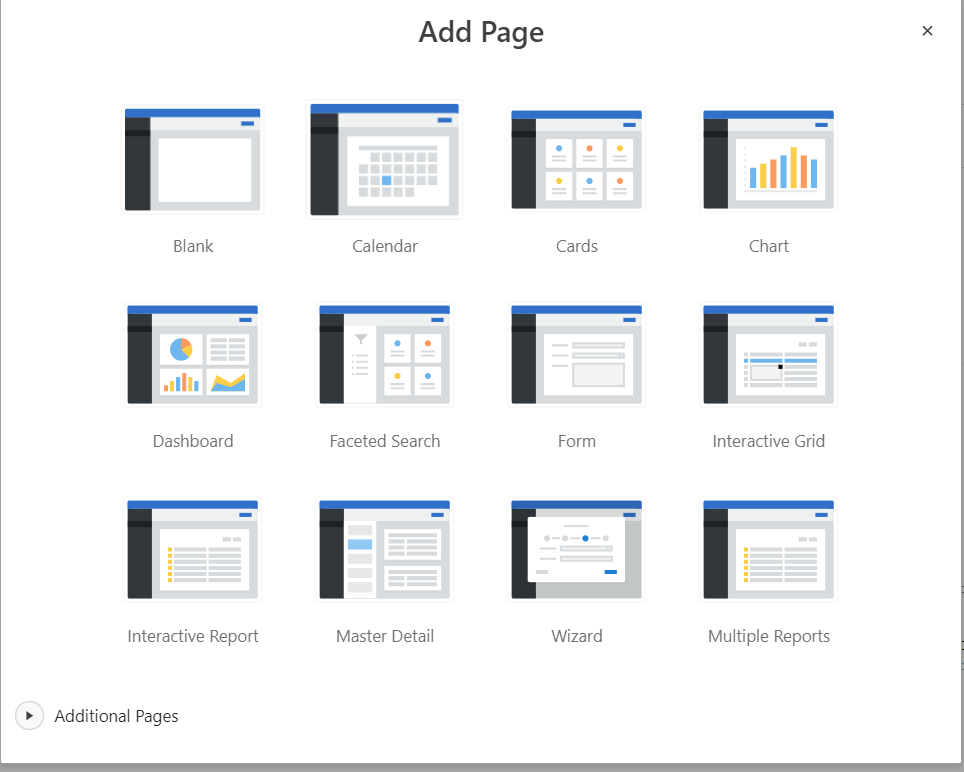 Add Page
Blank
Calendar
Cards
Chart
Dashboard
Faceted Search
Form
Interactive Grid
Interactive Report
Master Detail
Wizard
Multiple Reports
Additional Pages